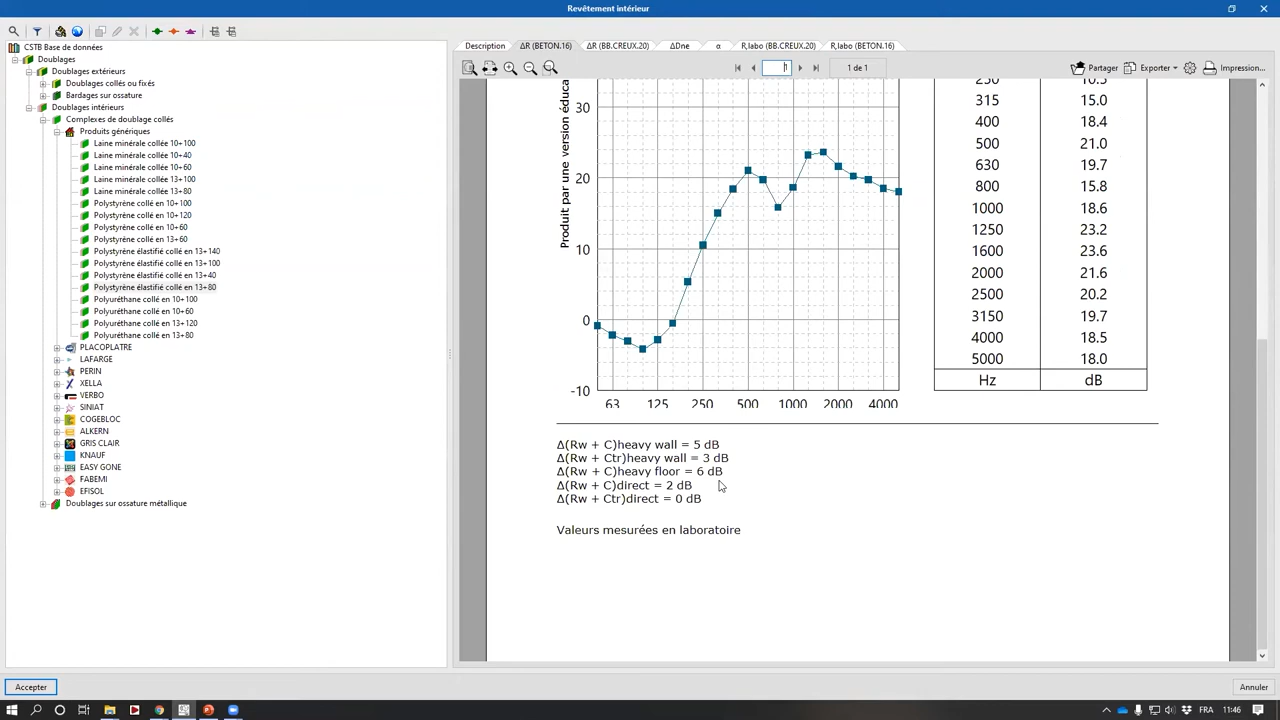 Revêtement intérieur
CSTB Base de données
Doublages
Doublages extérieurs
Doublages collés ou fixés
Bardages sur ossature
Doublages intérieurs
Complexes de doublage collés
Produits génériques
Laine minérale collée 10+100
Laine minérale collée 10+40
Laine minérale collée 10+60
Laine minérale collée 13+100
Laine minérale collée 13+80
Polystyrène collé en 10+100
Polystyrène collé en 10+120
Polystyrène collé en 10+60
Polystyrène collé en 13+60
Polystyrène élastifié collé en 13+140
Polystyrène élastifié collé en 13+100
Polystyrène élastifié collé en 13+40
Polystyrène élastifié collé en 13+80
Polyuréthane collé en 10+100
Polyuréthane collé en 10+60
Polyuréthane collé en 13+120
Polyuréthane collé en 13+80
PLACOPLATRE
LAFARGE
PERIN
XELLA
VERBO
SINIAT
COGEBLOC
ALKERN
GRIS CLAIR
KNAUF
EASY GONE
FABEMI
EFISOL
Doublages sur ossature métallique
Description ΔR (BETON.16) ΔR (BB.CREUX.20) ΔDne α R,labo (BB.CREUX.20) R,labo (BETON.16)
1 1 de 1 Partager Exporter Impression...
Produit par une version éduca
30
20
10
0
-10
63 125 250 500 1000 2000 4000
250 10.5
315 15.0
400 18.4
500 21.0
630 19.7
800 15.8
1000 18.6
1250 23.2
1600 23.6
2000 21.6
2500 20.2
3150 19.7
4000 18.5
5000 18.0
Hz dB
Δ(Rw + C)heavy wall = 5 dB
Δ(Rw + Ctr)heavy wall = 3 dB
Δ(Rw + C)heavy floor = 6 dB
Δ(Rw + C)direct = 2 dB
Δ(Rw + Ctr)direct = 0 dB
Valeurs mesurées en laboratoire
Accepter Annuler
FRA 11:46